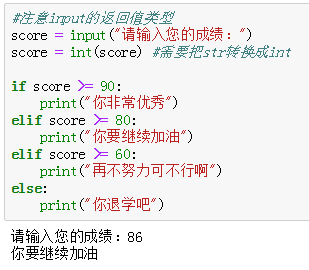 #注意input的返回值类型
score = input("请输入您的成绩：")
score = int(score) #需要把str转换成int
if score >= 90:
print("你非常优秀")
elif score >= 80:
print("你要继续加油")
elif score >= 60:
print("再不努力可不行啊")
else:
print("你退学吧")
请输入您的成绩：86
你要继续加油